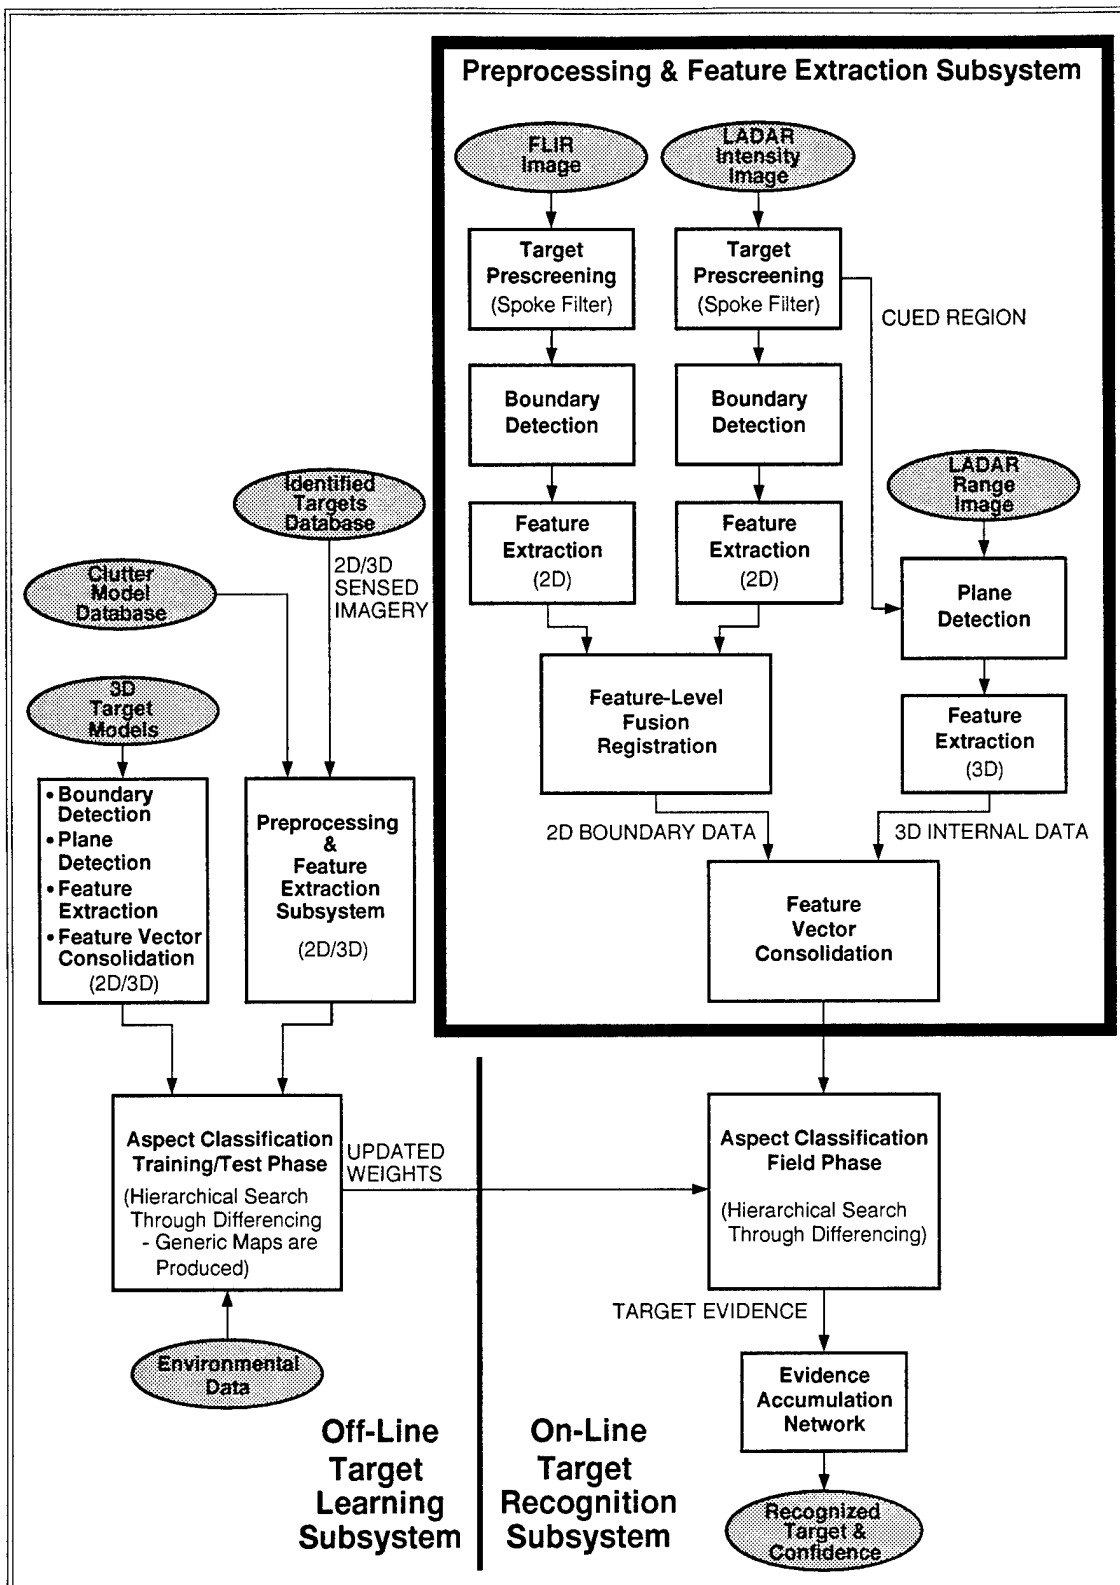 Preprocessing & Feature Extraction Subsystem
FLIR
Image
LADAR
Intensity
Image
Target
Prescreening
(Spoke Filter)
Target
Prescreening
(Spoke Filter)
CUED REGION
Boundary
Detection
Boundary
Detection
LADAR
Range
Image
Identified
Targets
Database
Feature
Extraction
(2D)
Feature
Extraction
(2D)
2D/3D
SENSED
IMAGERY
Clutter
Model
Database
Plane
Detection
3D
Target
Models
Feature-Level
Fusion
Registration
Feature
Extraction
(3D)
• Boundary
Detection
• Plane
Detection
• Feature
Extraction
• Feature Vector
Consolidation
(2D/3D)
Preprocessing
&
Feature
Extraction
Subsystem
(2D/3D)
2D BOUNDARY DATA
3D INTERNAL DATA
Feature
Vector
Consolidation
Aspect Classification
Training/Test Phase
(Hierarchical Search
Through Differencing
- Generic Maps are
Produced)
UPDATED
WEIGHTS
Aspect Classification
Field Phase
(Hierarchical Search
Through Differencing)
TARGET EVIDENCE
Environmental
Data
Evidence
Accumulation
Network
Off-Line
Target
Learning
Subsystem
On-Line
Target
Recognition
Subsystem
Recognized
Target &
Confidence